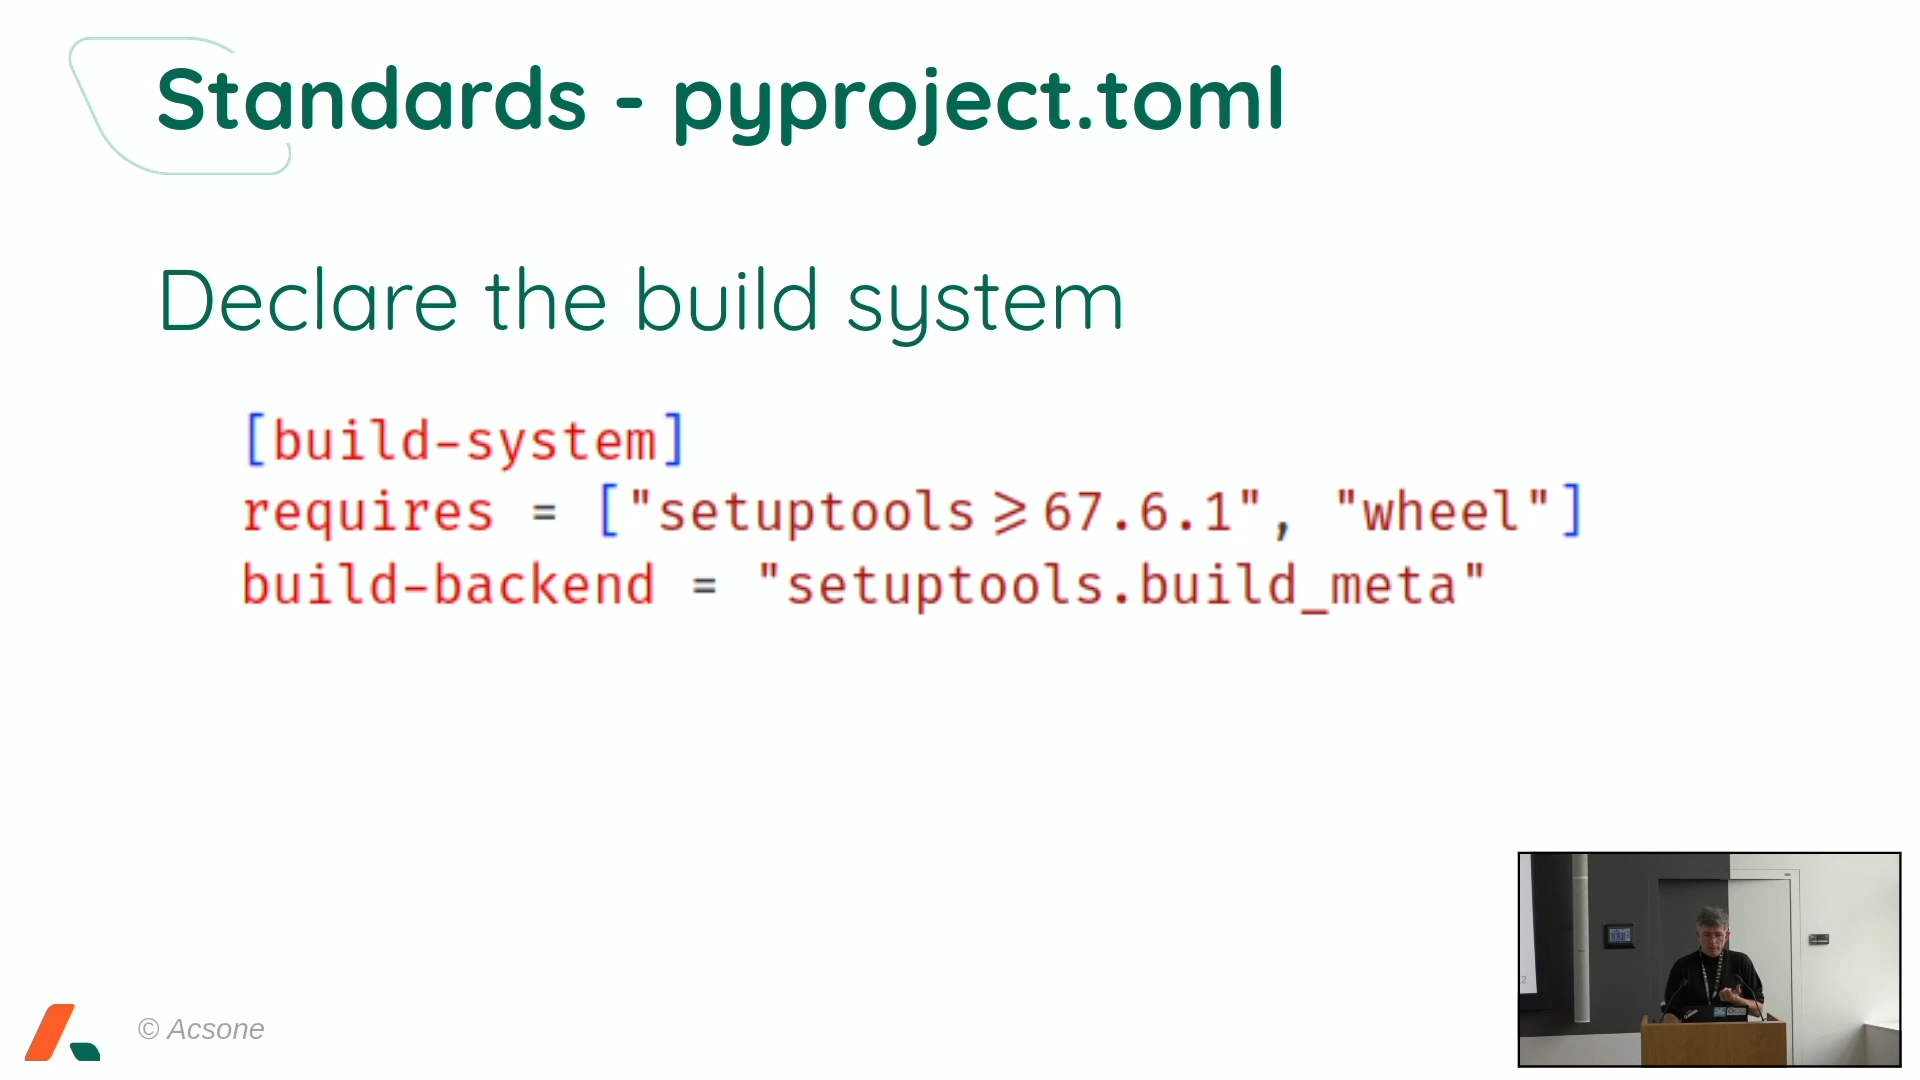 Standards - pyproject.toml
Declare the build system
[build-system]
requires = ["setuptools>=67.6.1", "wheel"]
build-backend = "setuptools.build_meta"
© Acsone